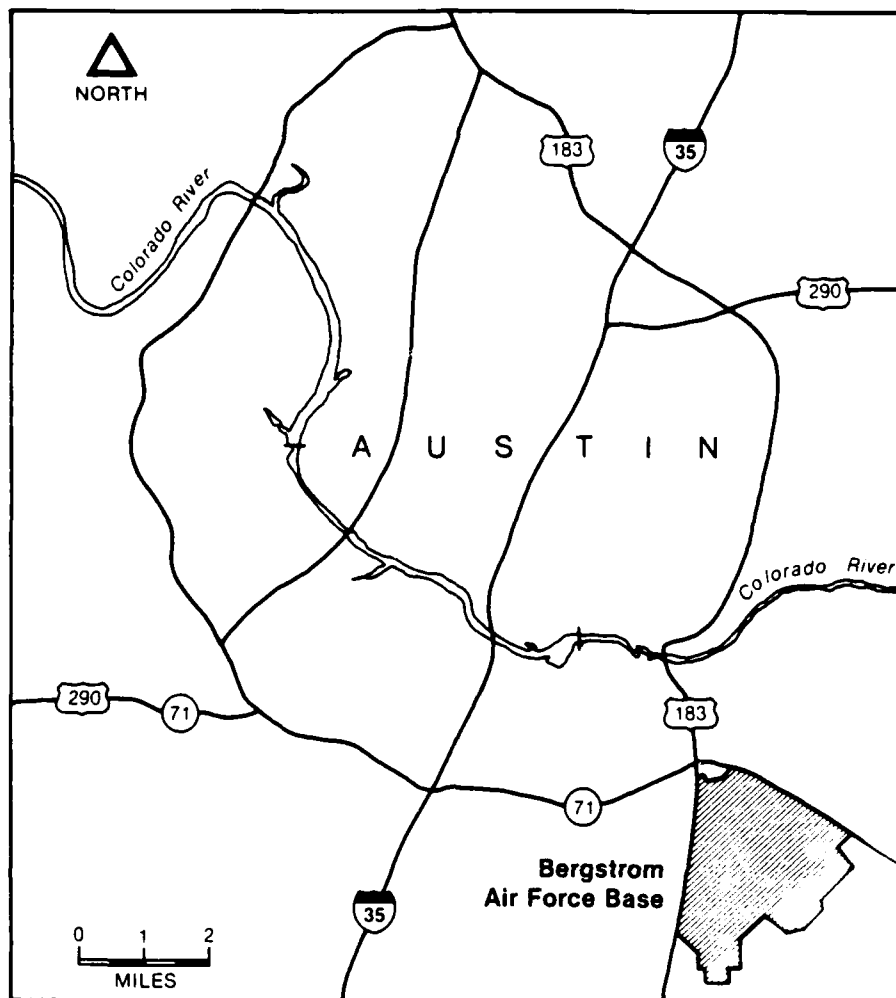 NORTH
183
35
Colorado River
290
A U S T I N
Colorado River
290
71
183
71
Bergstrom
Air Force Base
35
0 1 2
MILES